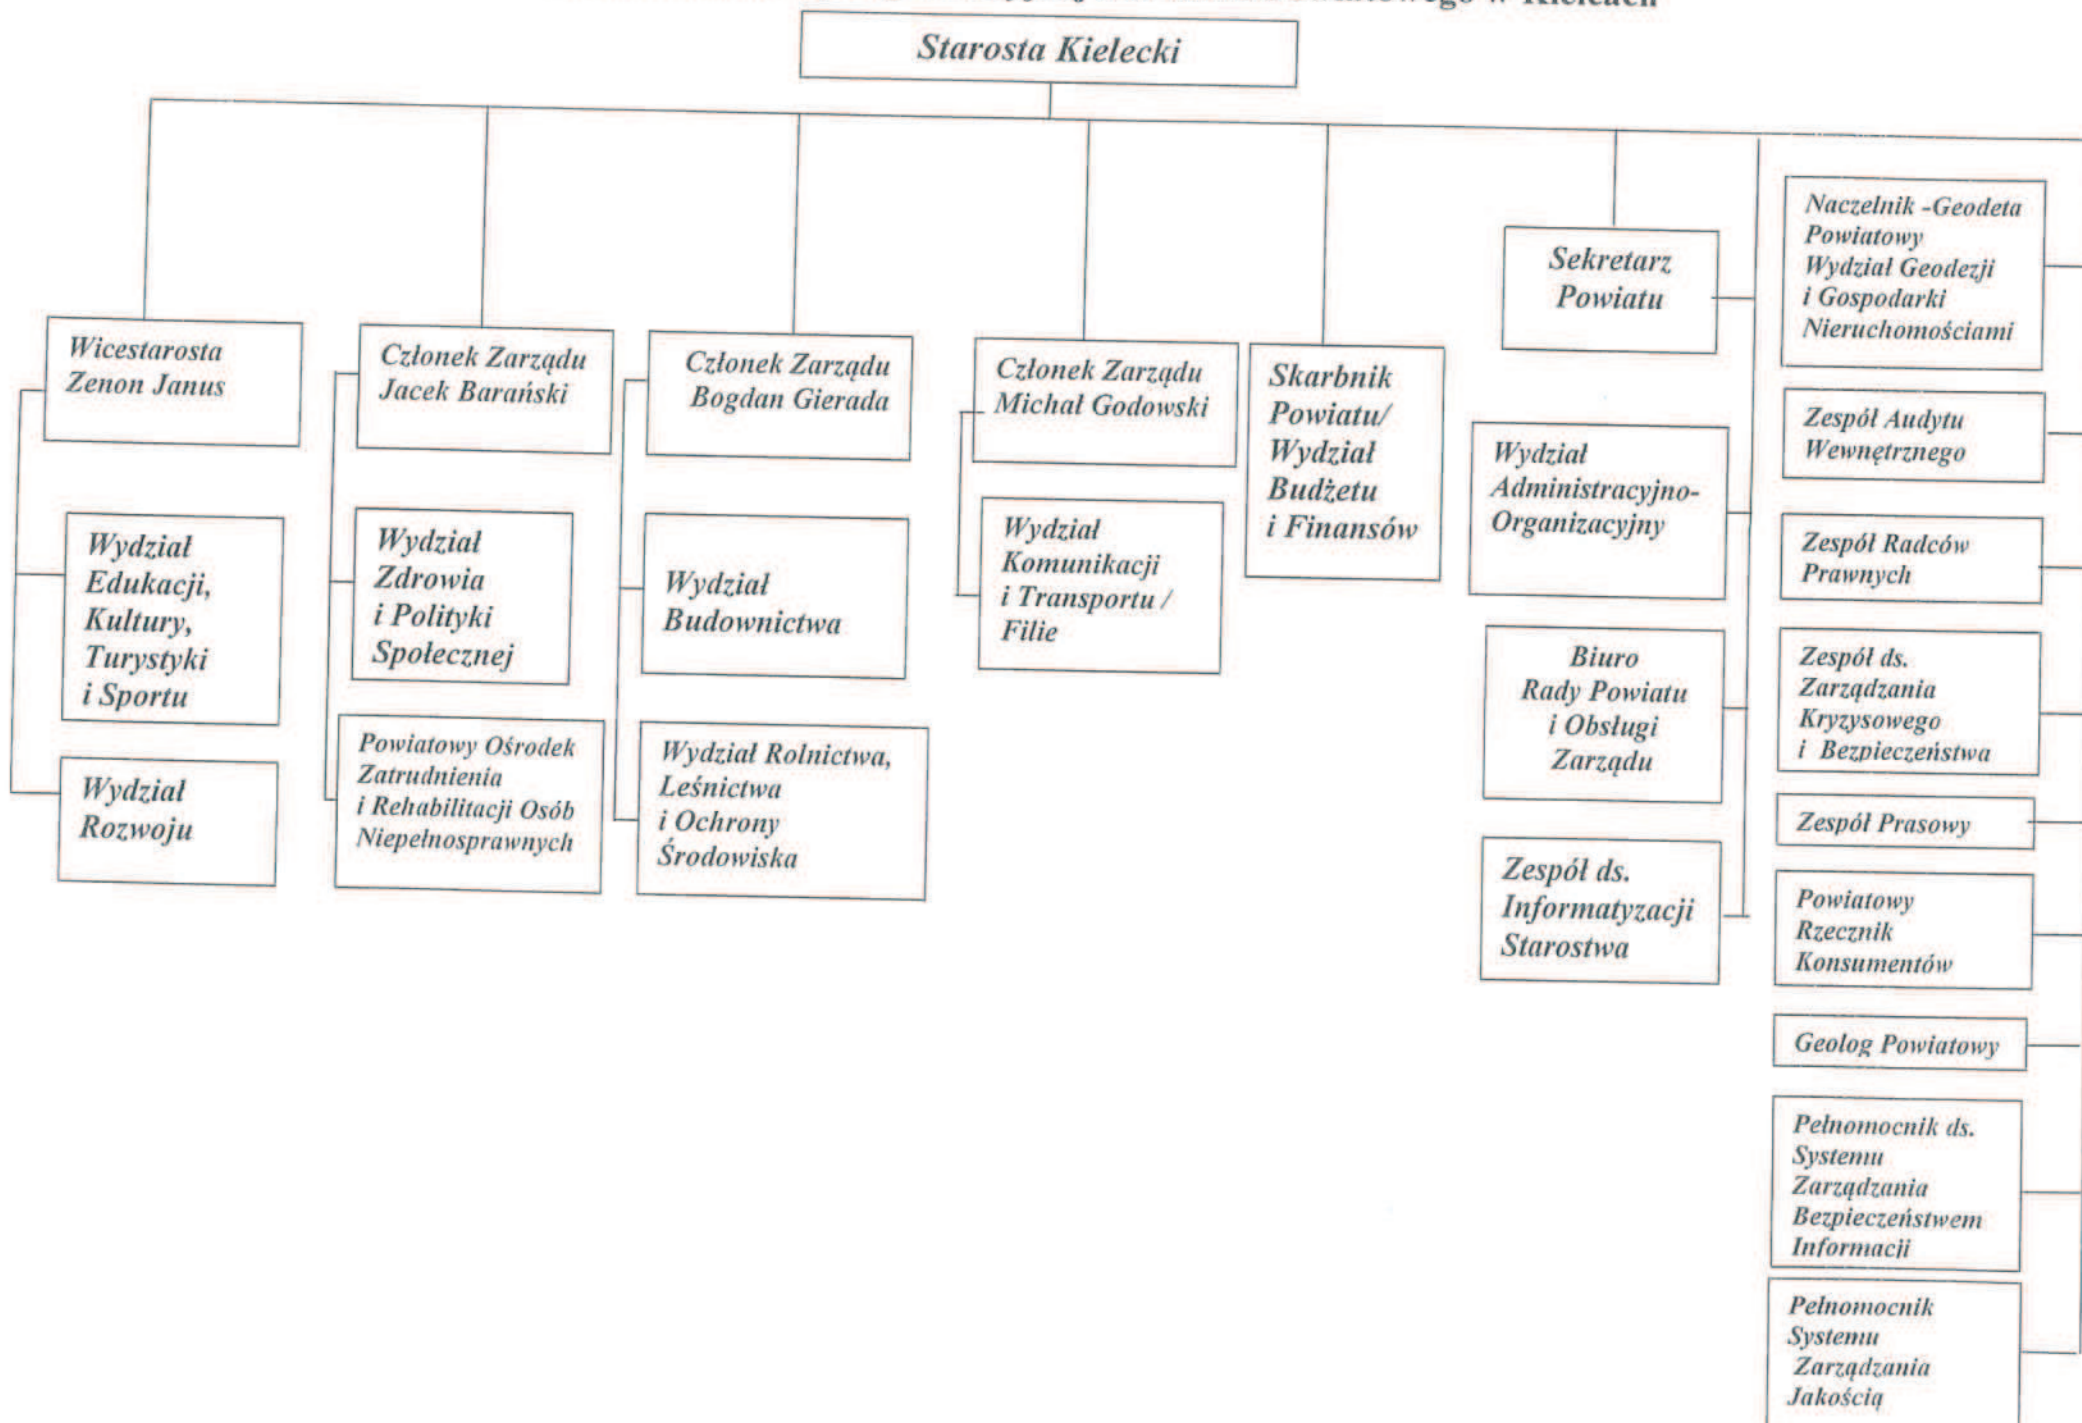 Starosta Kielecki
Wicestarosta
Zenon Janus
Wydział
Edukacji,
Kultury,
Turystyki
i Sportu
Wydział
Rozwoju
Członek Zarządu
Jacek Barański
Wydział
Zdrowia
i Polityki
Społecznej
Powiatowy Ośrodek
Zatrudnienia
i Rehabilitacji Osób
Niepełnosprawnych
Członek Zarządu
Bogdan Gierada
Wydział
Budownictwa
Wydział Rolnictwa,
Leśnictwa
i Ochrony
Środowiska
Członek Zarządu
Michał Godowski
Wydział
Komunikacji
i Transportu /
Filie
Skarbnik
Powiatu/
Wydział
Budżetu
i Finansów
Sekretarz
Powiatu
Wydział
Administracyjno-
Organizacyjny
Biuro
Rady Powiatu
i Obsługi
Zarządu
Zespół ds.
Informatyzacji
Starostwa
Naczelnik -Geodeta
Powiatowy
Wydział Geodezji
i Gospodarki
Nieruchomościami
Zespół Audytu
Wewnętrznego
Zespół Radców
Prawnych
Zespół ds.
Zarządzania
Kryzysowego
i Bezpieczeństwa
Zespół Prasowy
Powiatowy
Rzecznik
Konsumentów
Geolog Powiatowy
Pełnomocnik ds.
Systemu
Zarządzania
Bezpieczeństwem
Informacji
Pełnomocnik
Systemu
Zarządzania
Jakością